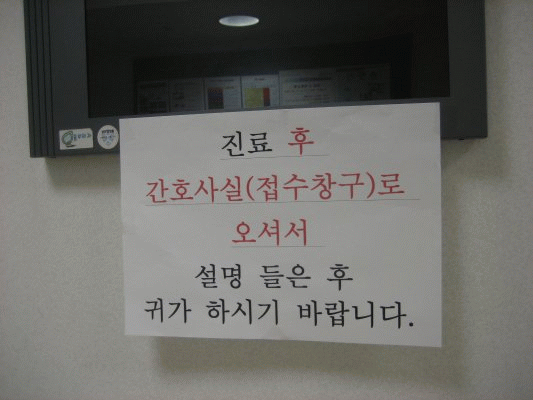 진료 후
간호사실(접수창구)로
오셔서
설명 들은 후
귀가 하시기 바랍니다.